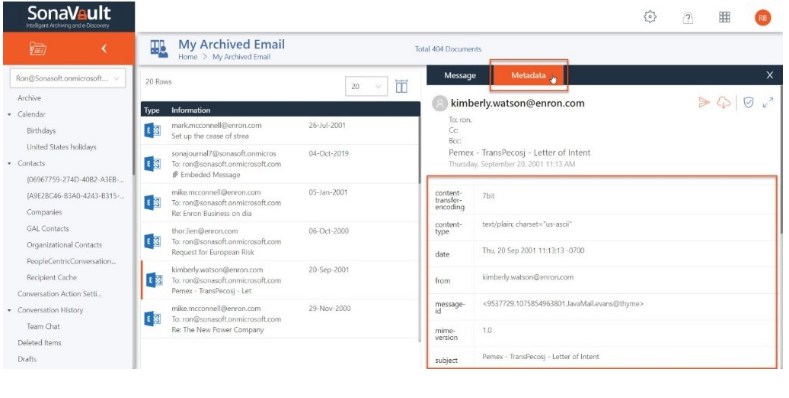 SonaVault
Intelligent Archiving and e-Discovery
RB
My Archived Email
Home > My Archived Email
Total 404 Documents
Ron@Sonasoft.onmicrosoft...
Archive
Calendar
Birthdays
United States holidays
Contacts
{06967759-274D-40B2-A3EB-...
{A9E2BC46-83A0-4243-B315-...
Companies
GAL Contacts
Organizational Contacts
PeopleCentricConversation...
Recipient Cache
Conversation Action Setti...
Conversation History
Team Chat
Deleted Items
Drafts
20 Rows
20
Type Information
mark.mcconnell@enron.com 26-Jul-2001
Set up the cease of strea
sonajournal7@sonasoft.onmicros 04-Oct-2019
To: ron@sonasoft.onmicrosoft.com
Embeded Message
mike.mcconnell@enron.com 05-Jan-2001
To: ron@sonasoft.onmicrosoft.com
Re: Enron Business on dia
thor.lien@enron.com 06-Oct-2000
To: ron@sonasoft.onmicrosoft.com
Request for European Risk
kimberly.watson@enron.com 20-Sep-2001
To: ron@sonasoft.onmicrosoft.com
Pemex - TransPecosj - Let
mike.mcconnell@enron.com 29-Nov-2000
To: ron@sonasoft.onmicrosoft.com
Re: The New Power Company
Message Metadata X
kimberly.watson@enron.com
To: ron,
Cc:
Bcc:
Pemex - TransPecosj - Letter of Intent
Thursday, September 20, 2001 11:13 AM
content-transfer-encoding 7bit
content-type text/plain; charset="us-ascii"
date Thu, 20 Sep 2001 11:13:13 -0700
from kimberly.watson@enron.com
message-id <9537729.1075854963801.JavaMail.evans@thyme>
mime-version 1.0
subject Pemex - TransPecosj - Letter of Intent